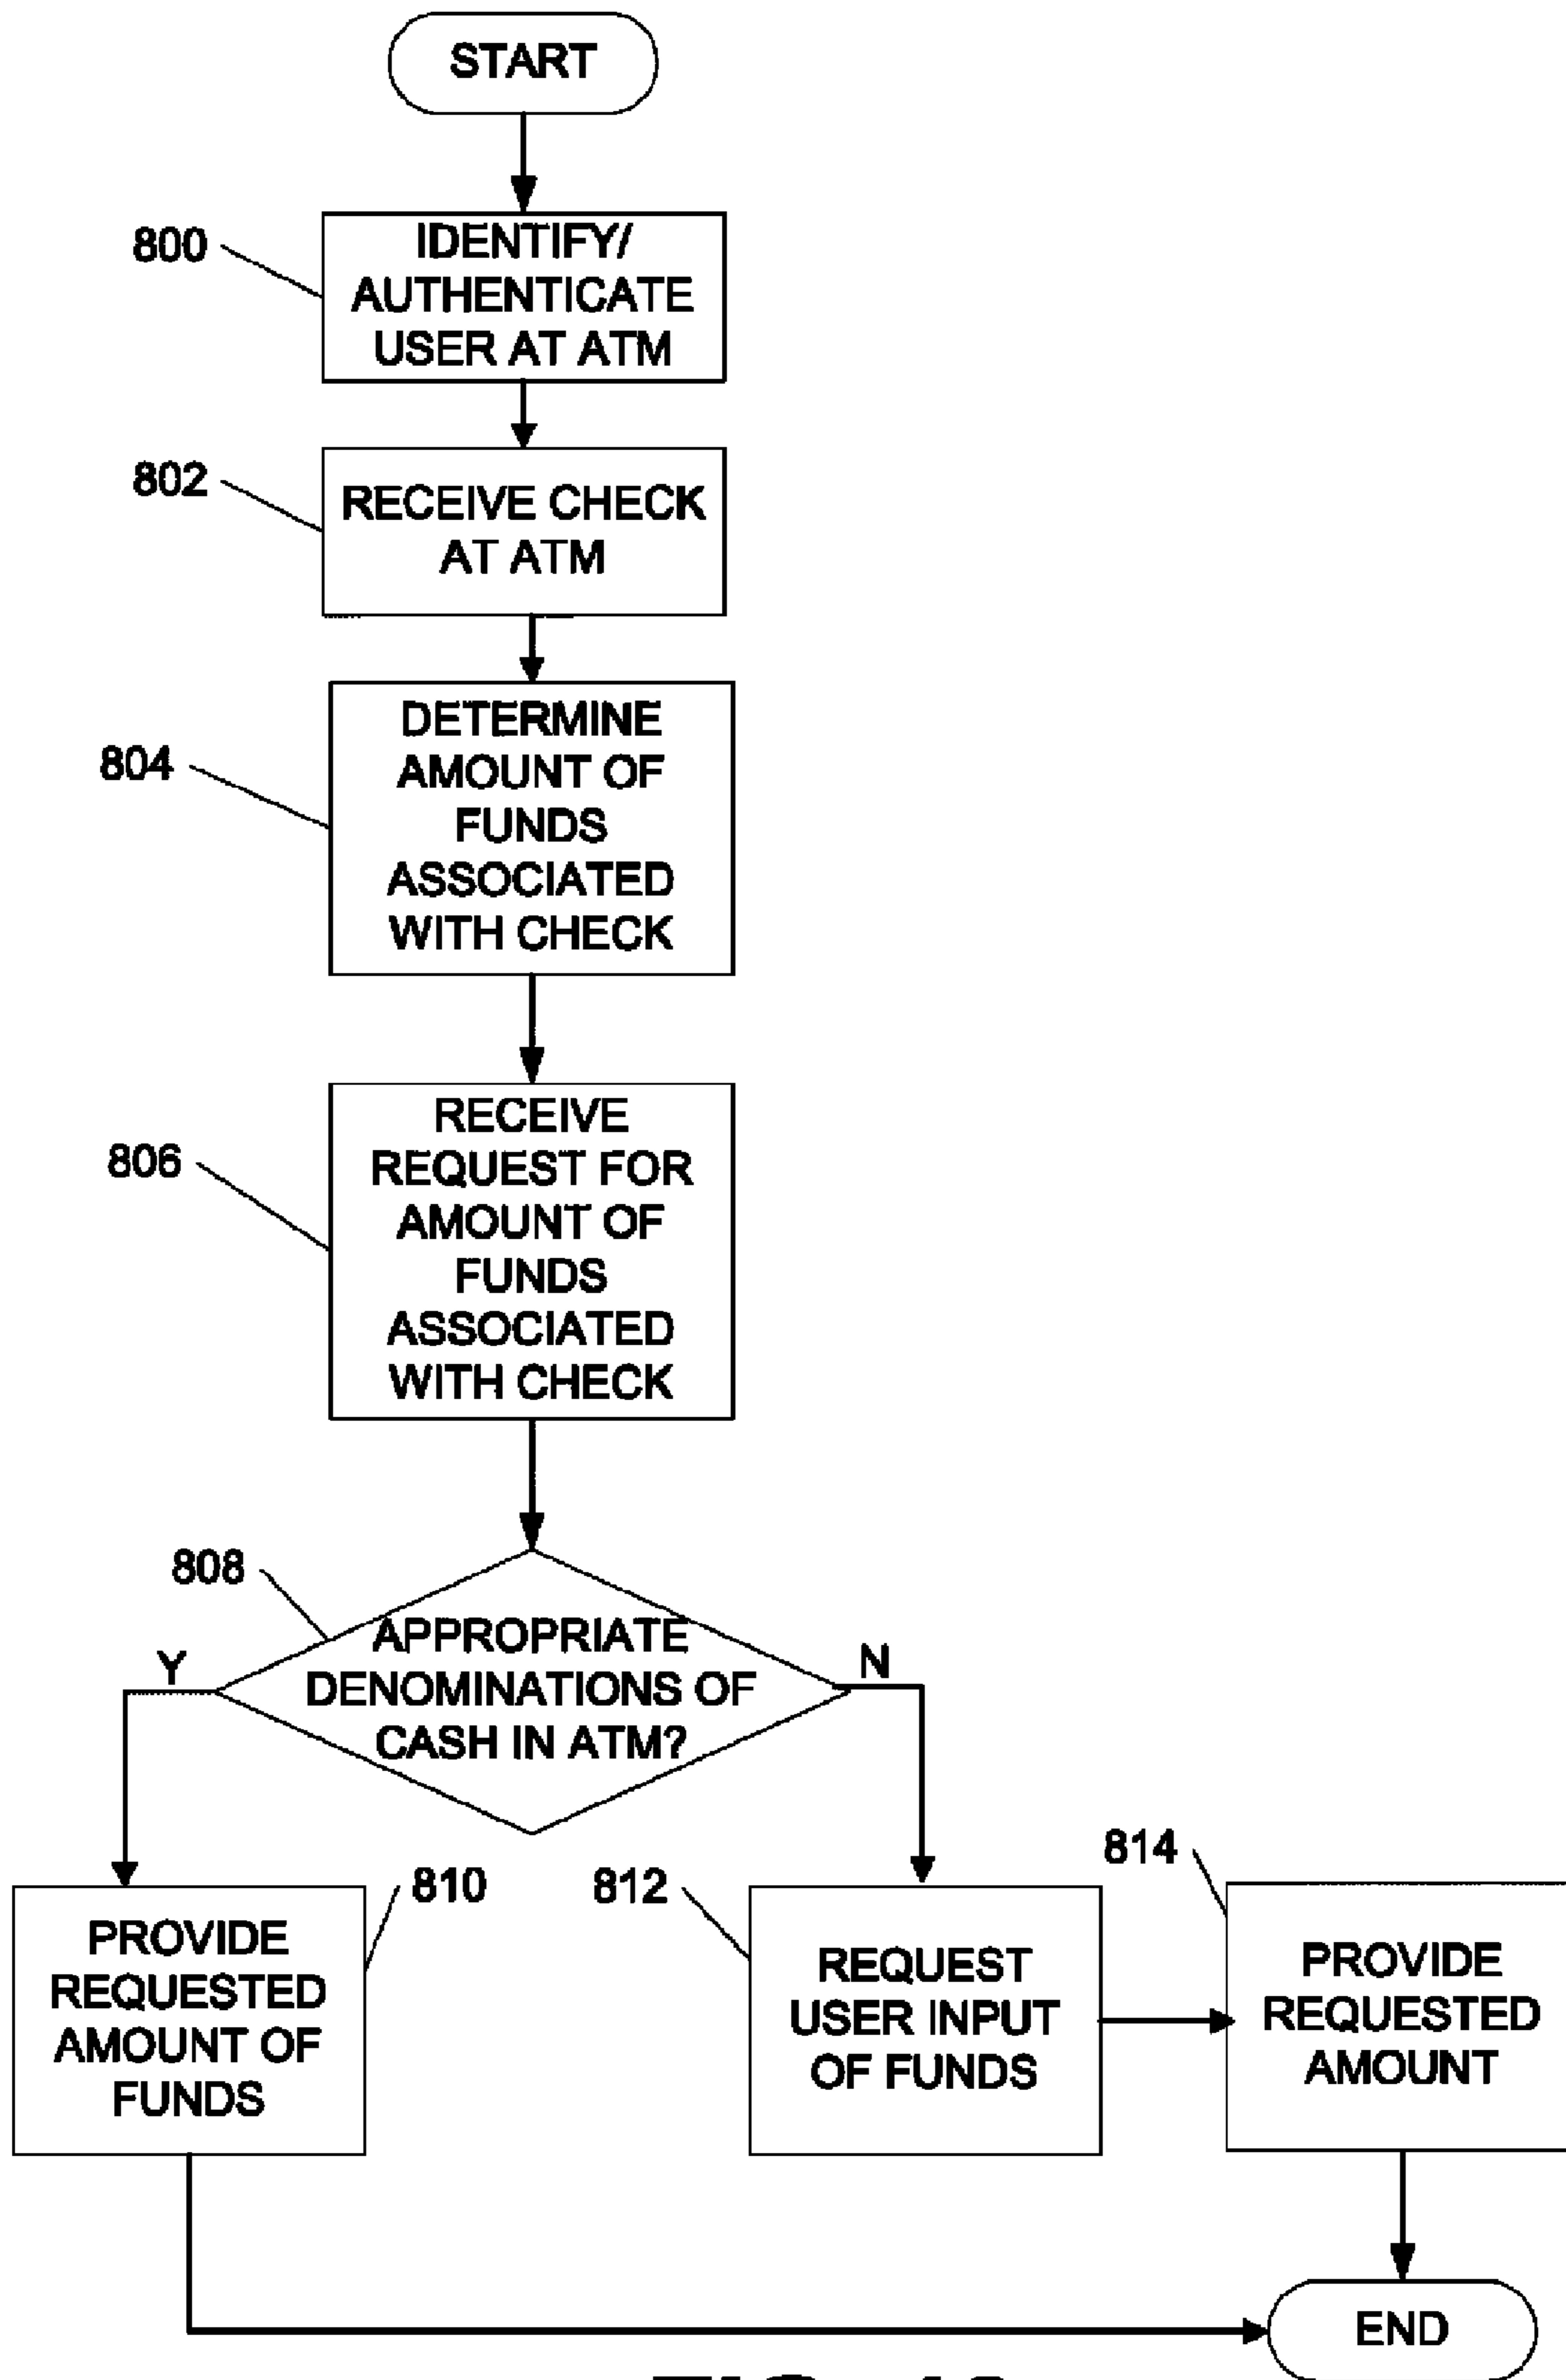 START
800
IDENTIFY/
AUTHENTICATE
USER AT ATM
802
RECEIVE CHECK
AT ATM
804
DETERMINE
AMOUNT OF
FUNDS
ASSOCIATED
WITH CHECK
806
RECEIVE
REQUEST FOR
AMOUNT OF
FUNDS
ASSOCIATED
WITH CHECK
808
APPROPRIATE
DENOMINATIONS OF
CASH IN ATM?
Y
N
810
PROVIDE
REQUESTED
AMOUNT OF
FUNDS
812
REQUEST
USER INPUT
OF FUNDS
814
PROVIDE
REQUESTED
AMOUNT
END